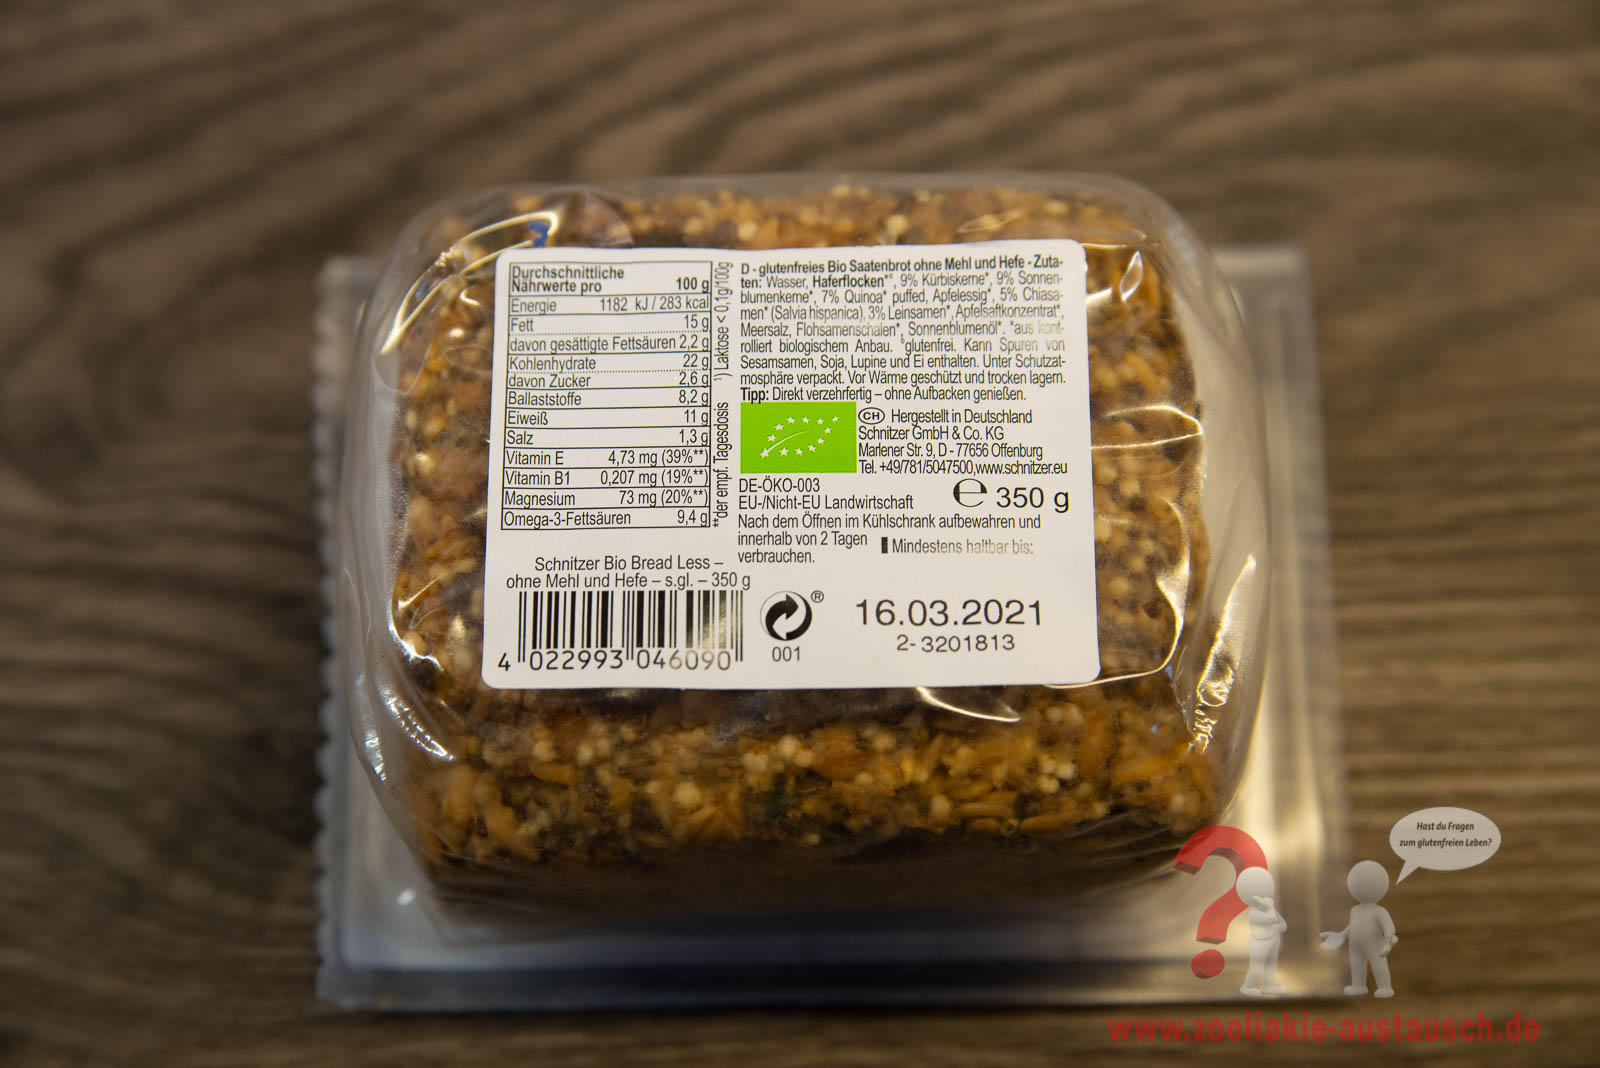 Durchschnittliche
Nährwerte pro 100 g
Energie 1182 kJ / 283 kcal
Fett 15 g
davon gesättigte Fettsäuren 2,2 g
Kohlenhydrate 22 g
davon Zucker 2,6 g
Ballaststoffe 8,2 g
Eiweiß 11 g
Salz 1,3 g
Vitamin E 4,73 mg (39%**)
Vitamin B1 0,207 mg (19%**)
Magnesium 73 mg (20%**)
Omega-3-Fettsäuren 9,4 g
**der empf. Tagesdosis ¹) Laktose < 0,1g/100g
D - glutenfreies Bio Saatenbrot ohne Mehl und Hefe - Zuta-
ten: Wasser, Haferflocken*°, 9% Kürbiskerne*, 9% Sonnen-
blumenkerne*, 7% Quinoa* puffed, Apfelessig*, 5% Chiasa-
men* (Salvia hispanica), 3% Leinsamen*, Apfelsaftkonzentrat*,
Meersalz, Flohsamenschalen*, Sonnenblumenöl*. *aus kont-
rolliert biologischem Anbau. °glutenfrei. Kann Spuren von
Sesamsamen, Soja, Lupine und Ei enthalten. Unter Schutzat-
mosphäre verpackt. Vor Wärme geschützt und trocken lagern.
Tipp: Direkt verzehrfertig – ohne Aufbacken genießen.
CH Hergestellt in Deutschland
Schnitzer GmbH & Co. KG
Marlener Str. 9, D - 77656 Offenburg
Tel. +49/781/5047500, www.schnitzer.eu
DE-ÖKO-003
EU-/Nicht-EU Landwirtschaft
℮ 350 g
Nach dem Öffnen im Kühlschrank aufbewahren und
innerhalb von 2 Tagen
verbrauchen.
Mindestens haltbar bis:
Schnitzer Bio Bread Less –
ohne Mehl und Hefe – s.gl. – 350 g
4 022993 046090
®
001
16.03.2021
2- 3201813
Hast du Fragen
zum glutenfreien Leben?
?
www.zoeliakie-austausch.de